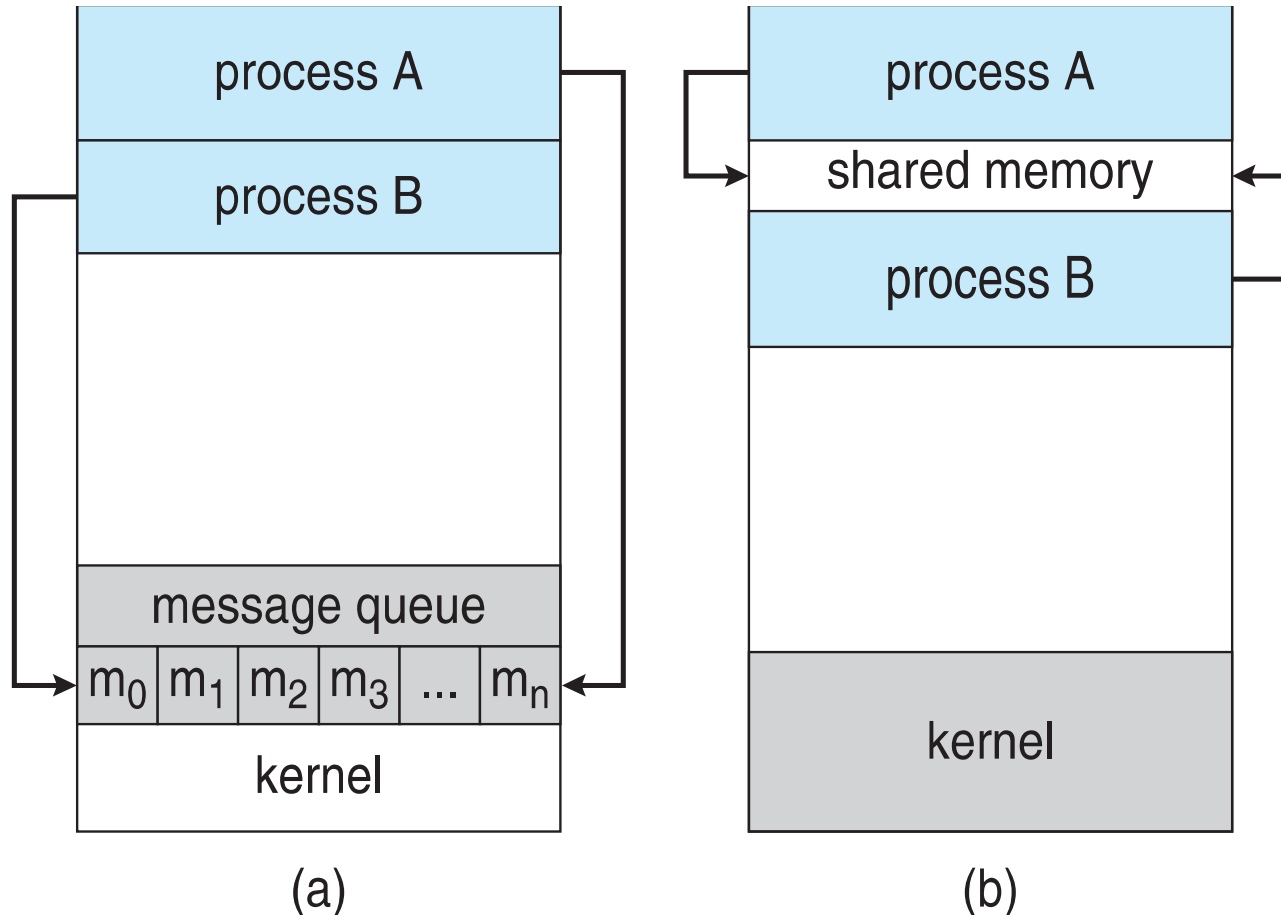 process A
process B
message queue
m₀ m₁ m₂ m₃ ... mₙ
kernel
(a)
process A
shared memory
process B
kernel
(b)